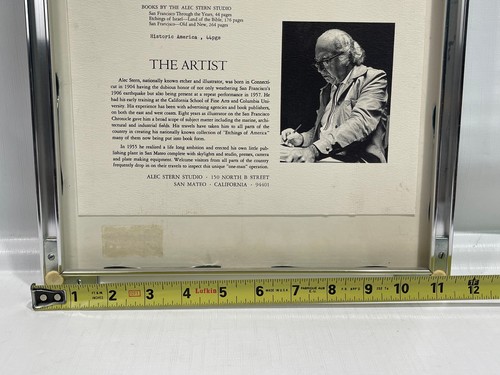 BOOKS BY THE ALEC STERN STUDIO
San Francisco Through the Years, 44 pages
Etchings of Israel—Land of the Bible, 176 pages
San Francisco—Old and New, 264 pages
Historic America , 44pgs
THE ARTIST
Alec Stern, nationally known etcher and illustrator, was born in Connecti-
cut in 1904 having the dubious honor of not only weathering San Francisco's
1906 earthquake but also being present at a repeat performance in 1957. He
had his early training at the California School of Fine Arts and Columbia Uni-
versity. His experience has been with advertising agencies and book publishers,
on both the east and west coasts. Eight years as illustrator on the San Francisco
Chronicle gave him a broad scope of subject matter including the marine, archi-
tectural and industrial fields. His travels have taken him to all parts of the
country in creating his nationally known collection of "Etchings of America"
many of them now being put into book form.
In 1955 he realized a life long ambition and erected his own little pub-
lishing place in San Mateo complete with skylights and studio, presses, camera
and plate making equipment. Welcome visitors from all parts of the country
frequently drop in on their travels to inspect this unique "one-man" operation.
ALEC STERN STUDIO · 150 NORTH B STREET
SAN MATEO · CALIFORNIA · 94401
1 2 3 4 Lufkin 5 6 7 8 9 10 11 12